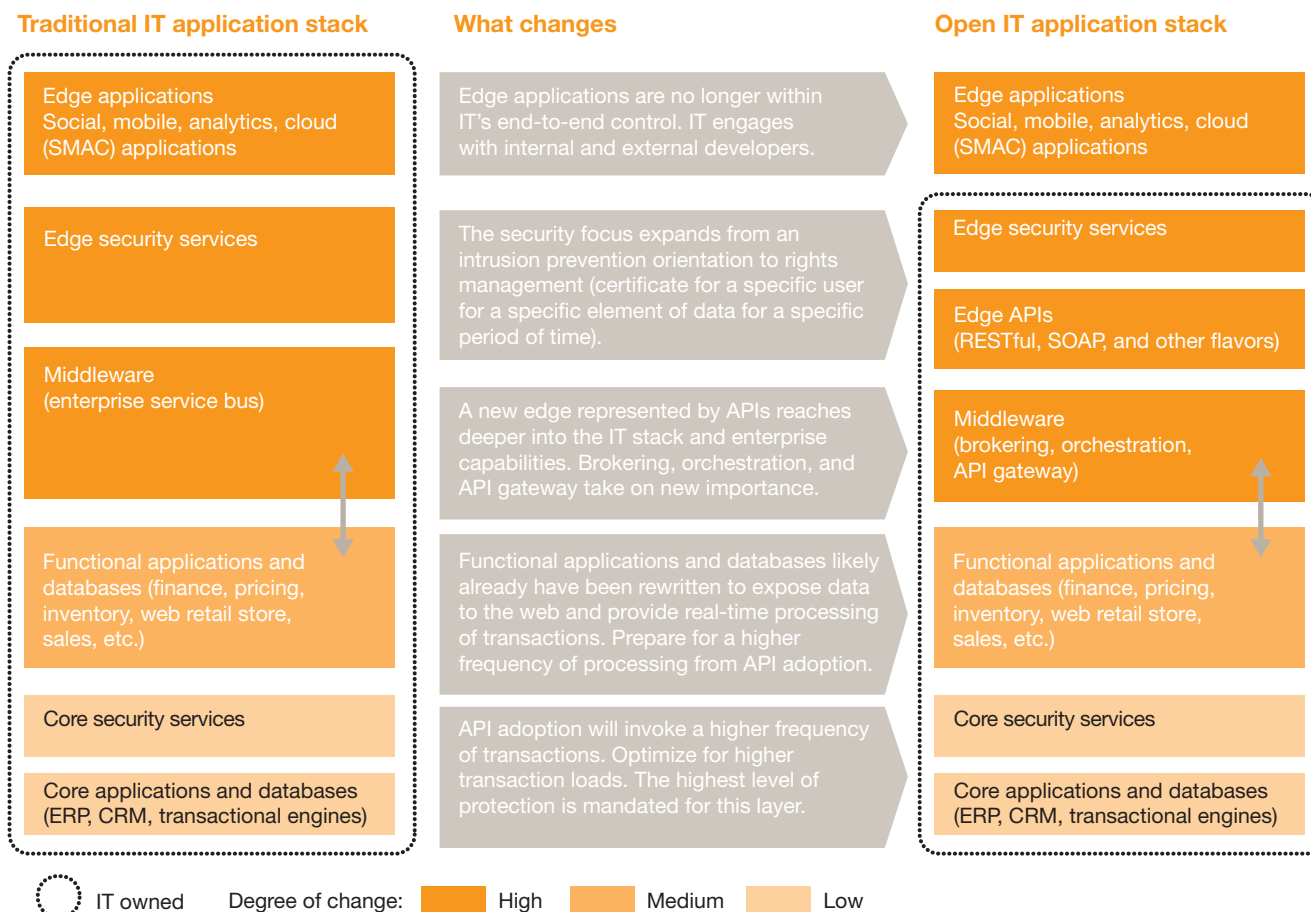 Traditional IT application stack
What changes
Open IT application stack
Edge applications
Social, mobile, analytics, cloud
(SMAC) applications
Edge applications are no longer within
IT's end-to-end control. IT engages
with internal and external developers.
Edge applications
Social, mobile, analytics, cloud
(SMAC) applications
Edge security services
The security focus expands from an
intrusion prevention orientation to rights
management (certificate for a specific user
for a specific element of data for a specific
period of time).
Edge security services
Edge APIs
(RESTful, SOAP, and other flavors)
Middleware
(enterprise service bus)
A new edge represented by APIs reaches
deeper into the IT stack and enterprise
capabilities. Brokering, orchestration, and
API gateway take on new importance.
Middleware
(brokering, orchestration,
API gateway)
Functional applications and
databases (finance, pricing,
inventory, web retail store,
sales, etc.)
Functional applications and databases likely
already have been rewritten to expose data
to the web and provide real-time processing
of transactions. Prepare for a higher
frequency of processing from API adoption.
Functional applications and
databases (finance, pricing,
inventory, web retail store,
sales, etc.)
Core security services
API adoption will invoke a higher frequency
of transactions. Optimize for higher
transaction loads. The highest level of
protection is mandated for this layer.
Core security services
Core applications and databases
(ERP, CRM, transactional engines)
Core applications and databases
(ERP, CRM, transactional engines)
IT owned
Degree of change:
High
Medium
Low